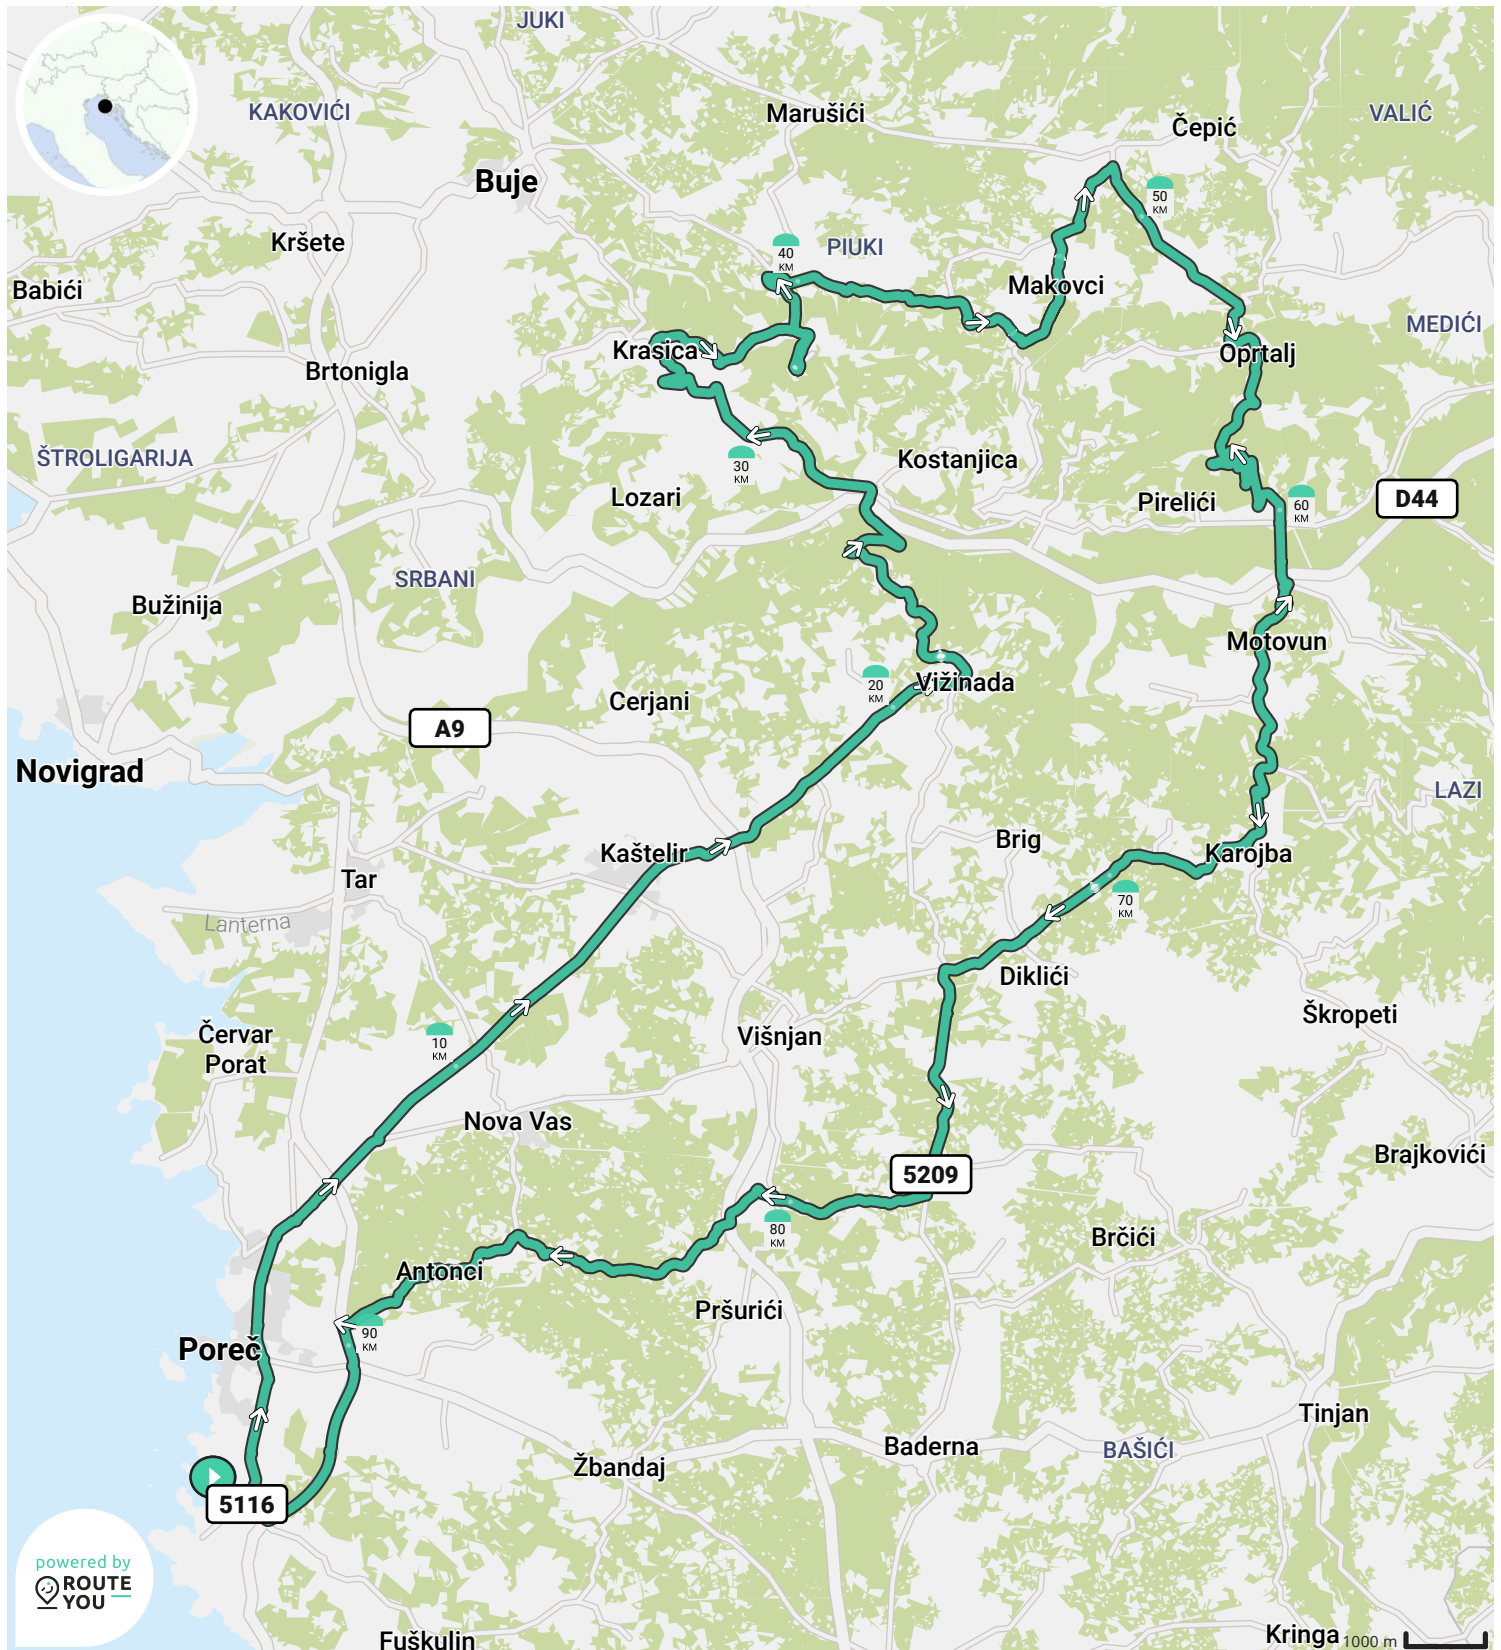 JUKI
KAKOVIĆI
Marušići
Čepić
VALIĆ
Buje
50
KM
Kršete
40
KM
PIUKI
Babići
Makovci
MEDIĆI
Krasica
Oprtalj
Brtonigla
ŠTROLIGARIJA
30
KM
Kostanjica
Lozari
Pirelići
60
KM
D44
SRBANI
Bužinija
Motovun
20
KM
Vižinada
Cerjani
A9
Novigrad
LAZI
Kaštelir
Brig
Karojba
Tar
70
KM
Lanterna
Diklići
Škropeti
Červar
Porat
10
KM
Višnjan
Nova Vas
Brajkovići
5209
80
KM
Brčići
Antonci
Pršurići
90
KM
Poreč
Tinjan
Baderna
BAŠIĆI
Žbandaj
5116
powered by
ROUTE
YOU
Fuškulin
Kringa
1000 m